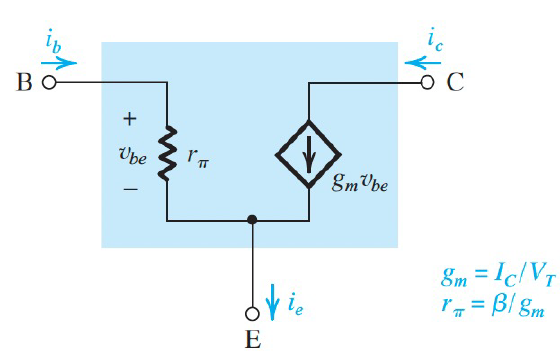 i_b
i_c
B
C
+
v_be
r_π
−
g_m v_be
g_m = I_C/V_T
i_e
r_π = β/g_m
E